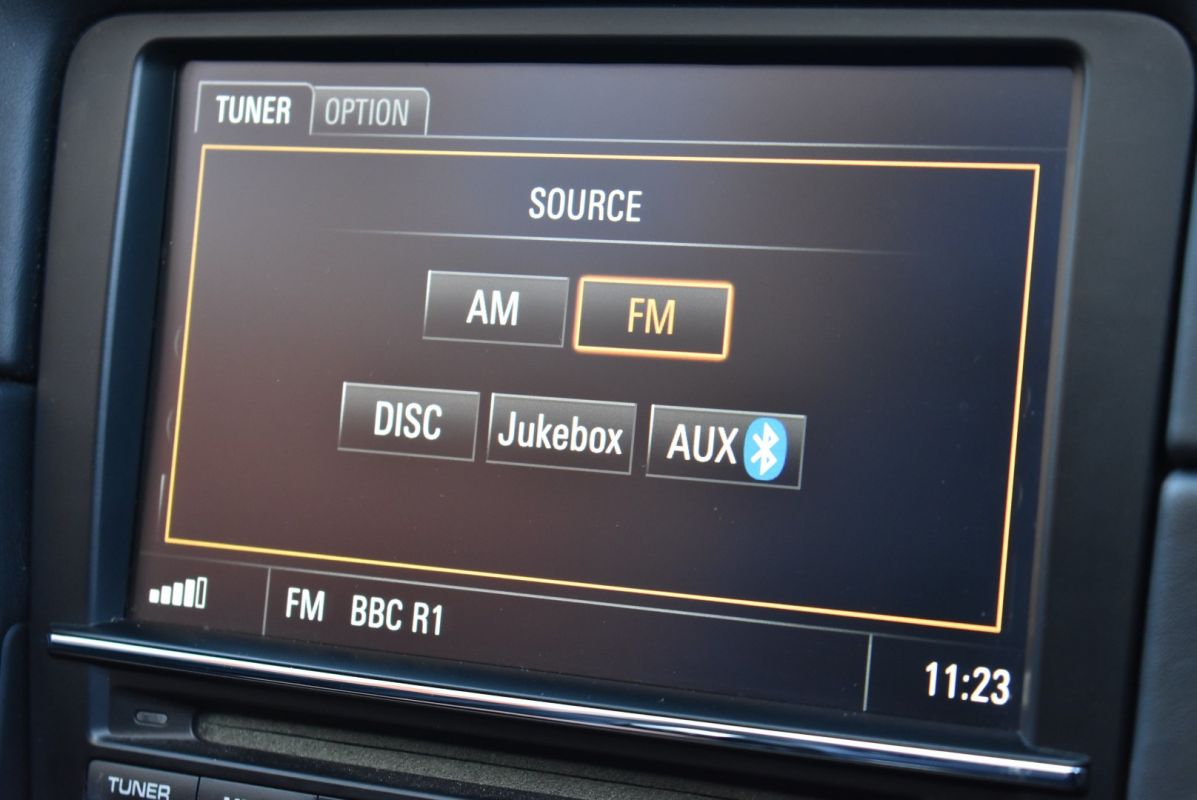 TUNER OPTION
SOURCE
AM FM
DISC Jukebox AUX
FM BBC R1
11:23
TUNER